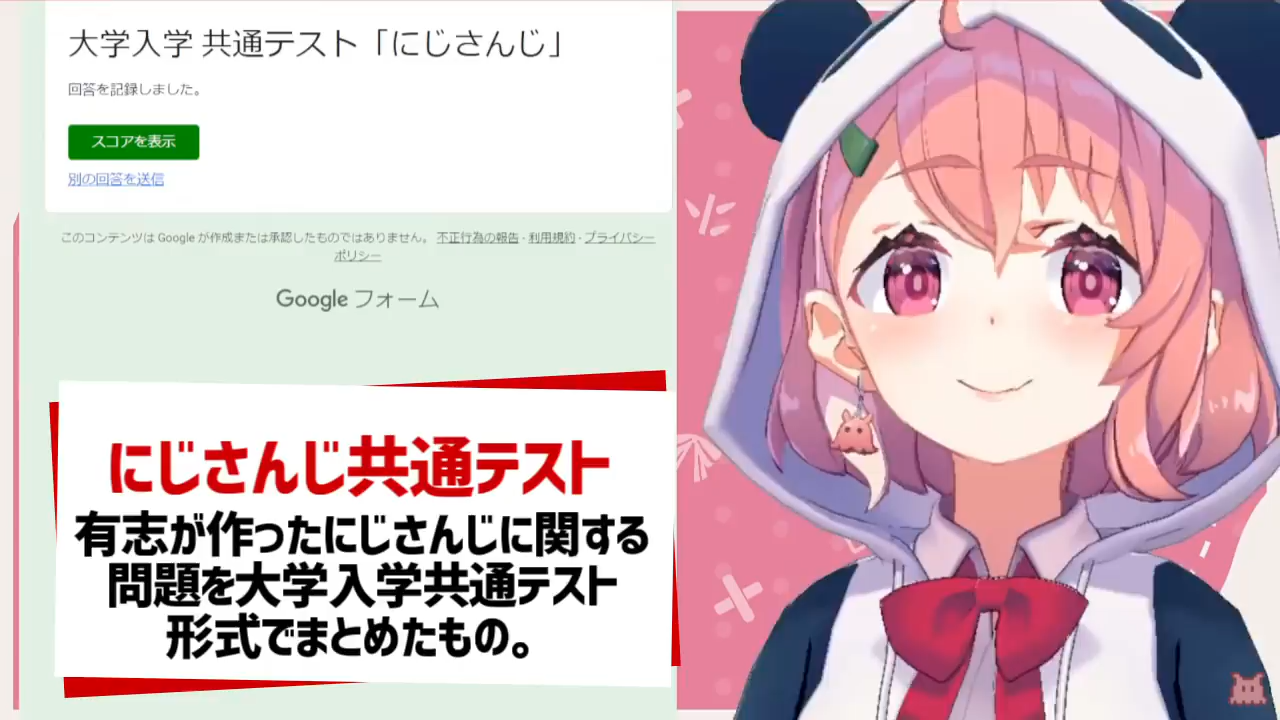 大学入学 共通テスト「にじさんじ」
回答を記録しました。
スコアを表示
別の回答を送信
このコンテンツは Google が作成または承認したものではありません。 不正行為の報告 - 利用規約 - プライバシー
ポリシー
Google フォーム
にじさんじ共通テスト
有志が作ったにじさんじに関する
問題を大学入学共通テスト
形式でまとめたもの。